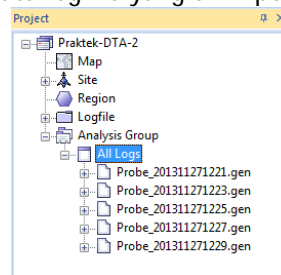 Project
Praktek-DTA-2
Map
Site
Region
Logfile
Analysis Group
All Logs
Probe_201311271221.gen
Probe_201311271223.gen
Probe_201311271225.gen
Probe_201311271227.gen
Probe_201311271229.gen